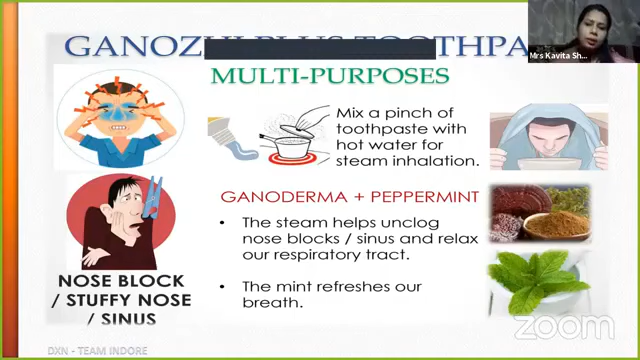 MULTI-PURPOSES
Mrs Kavita Sh...
Mix a pinch of
toothpaste with
hot water for
steam inhalation.
GANODERMA + PEPPERMINT
• The steam helps unclog
nose blocks / sinus and relax
our respiratory tract.
• The mint refreshes our
breath.
NOSE BLOCK
/ STUFFY NOSE
/ SINUS
DXN - TEAM INDORE
zoom